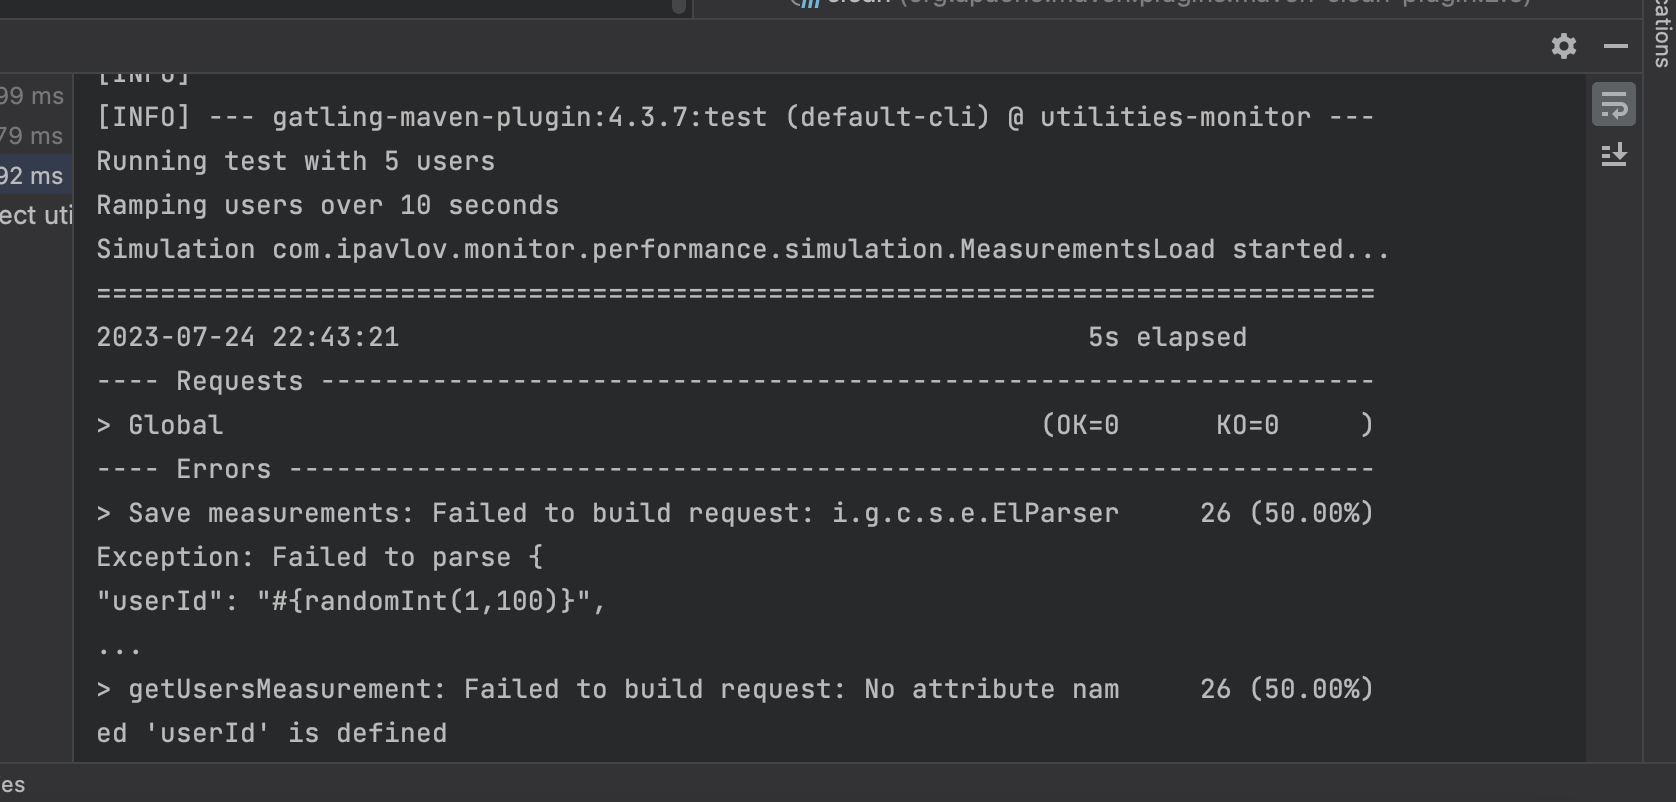 [INFO]
[INFO] --- gatling-maven-plugin:4.3.7:test (default-cli) @ utilities-monitor ---
Running test with 5 users
Ramping users over 10 seconds
Simulation com.ipavlov.monitor.performance.simulation.MeasurementsLoad started...
================================================================================
2023-07-24 22:43:21                                           5s elapsed
---- Requests ------------------------------------------------------------------
> Global                                                   (OK=0      KO=0     )
---- Errors --------------------------------------------------------------------
> Save measurements: Failed to build request: i.g.c.s.e.ElParser     26 (50.00%)
Exception: Failed to parse {
"userId": "#{randomInt(1,100)}",
...
> getUsersMeasurement: Failed to build request: No attribute nam     26 (50.00%)
ed 'userId' is defined
99 ms
79 ms
92 ms
ect uti
cations
es